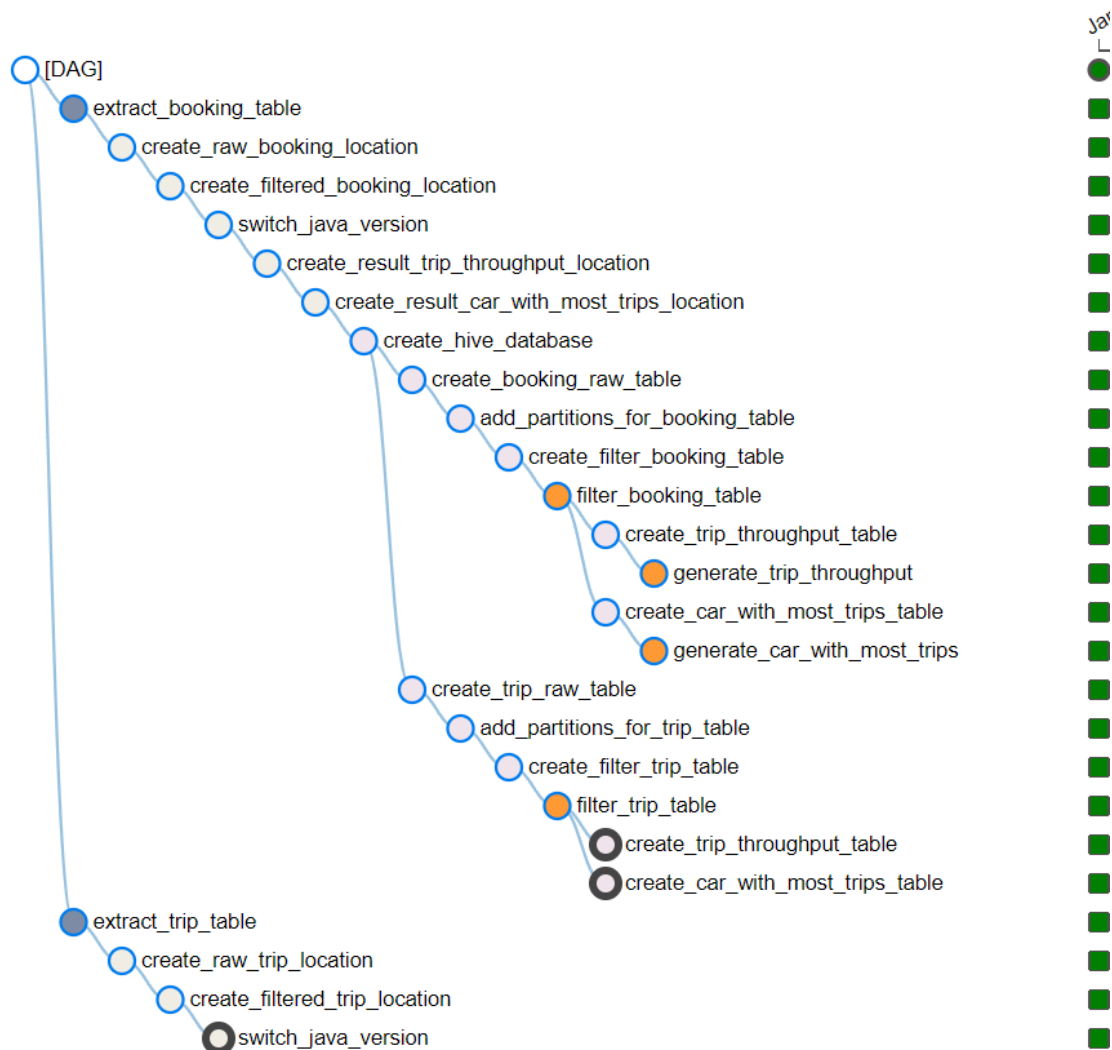 Jan
[DAG]
extract_booking_table
create_raw_booking_location
create_filtered_booking_location
switch_java_version
create_result_trip_throughput_location
create_result_car_with_most_trips_location
create_hive_database
create_booking_raw_table
add_partitions_for_booking_table
create_filter_booking_table
filter_booking_table
create_trip_throughput_table
generate_trip_throughput
create_car_with_most_trips_table
generate_car_with_most_trips
create_trip_raw_table
add_partitions_for_trip_table
create_filter_trip_table
filter_trip_table
create_trip_throughput_table
create_car_with_most_trips_table
extract_trip_table
create_raw_trip_location
create_filtered_trip_location
switch_java_version